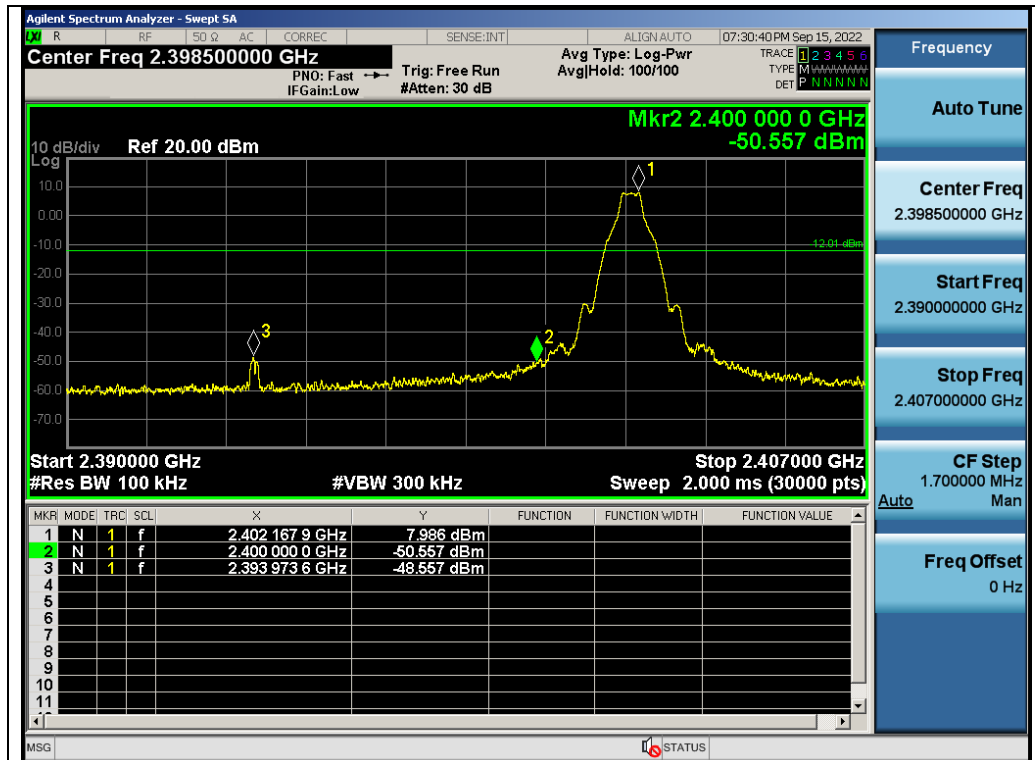 Agilent Spectrum Analyzer - Swept SA
LXI R RF 50 Ω AC CORREC SENSE:INT ALIGN AUTO 07:30:40 PM Sep 15, 2022
Center Freq 2.398500000 GHz
PNO: Fast
IFGain:Low
Trig: Free Run
#Atten: 30 dB
Avg Type: Log-Pwr
Avg|Hold: 100/100
TRACE 1 2 3 4 5 6
TYPE M WWWWW
DET P N N N N N
Mkr2 2.400 000 0 GHz
-50.557 dBm
10 dB/div Ref 20.00 dBm
Log
10.0
0.00
-10.0
-20.0
-30.0
-40.0
-50.0
-60.0
-70.0
1
-12.01 dBm
3
2
Start 2.390000 GHz Stop 2.407000 GHz
#Res BW 100 kHz #VBW 300 kHz Sweep 2.000 ms (30000 pts)
MKR MODE TRC SCL X Y FUNCTION FUNCTION WIDTH FUNCTION VALUE
1 N 1 f 2.402 167 9 GHz 7.986 dBm
2 N 1 f 2.400 000 0 GHz -50.557 dBm
3 N 1 f 2.393 973 6 GHz -48.557 dBm
4
5
6
7
8
9
10
11
MSG STATUS
Frequency
Auto Tune
Center Freq
2.398500000 GHz
Start Freq
2.390000000 GHz
Stop Freq
2.407000000 GHz
CF Step
1.700000 MHz
Auto Man
Freq Offset
0 Hz